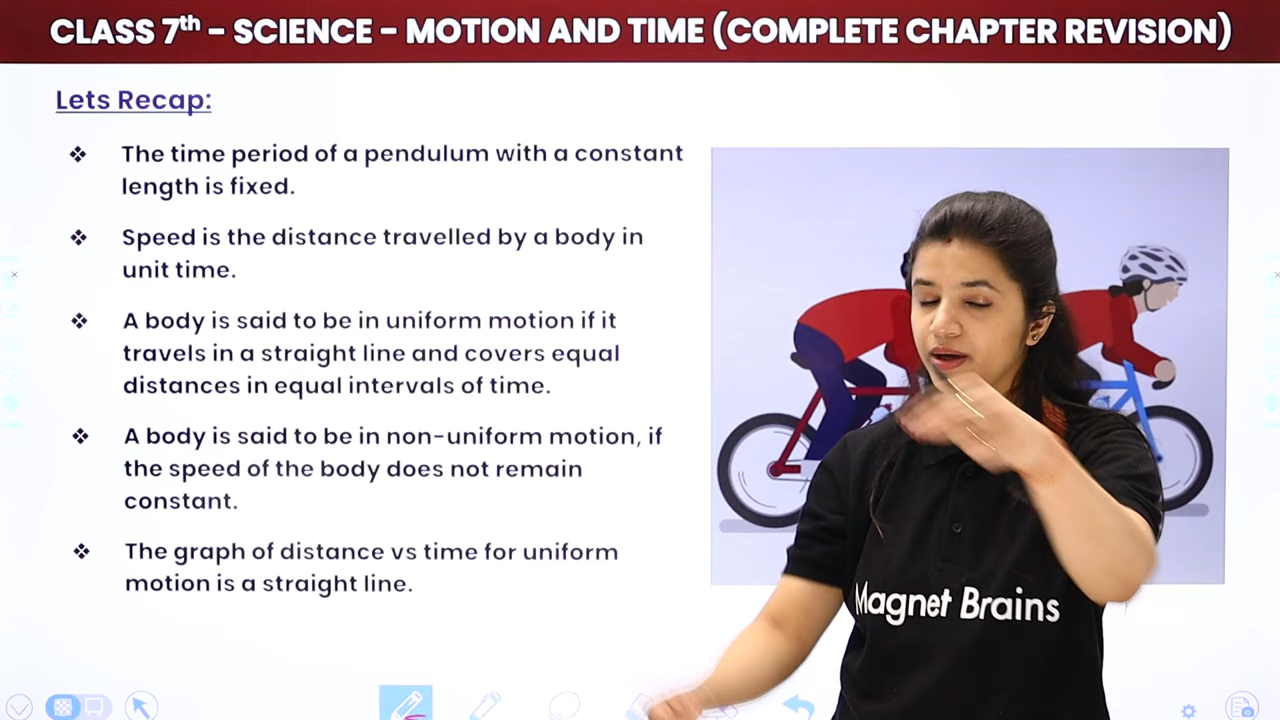 CLASS 7th – SCIENCE – MOTION AND TIME (COMPLETE CHAPTER REVISION)
Lets Recap:
❖ The time period of a pendulum with a constant
length is fixed.
❖ Speed is the distance travelled by a body in
unit time.
❖ A body is said to be in uniform motion if it
travels in a straight line and covers equal
distances in equal intervals of time.
❖ A body is said to be in non-uniform motion, if
the speed of the body does not remain
constant.
❖ The graph of distance vs time for uniform
motion is a straight line.
Magnet Brains